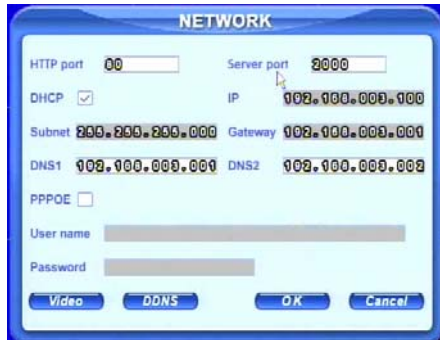 NETWORK
HTTP port 80 Server port 2000
DHCP IP 192.168.003.100
Subnet 255.255.255.000 Gateway 192.168.003.001
DNS1 192.168.003.001 DNS2 192.168.003.002
PPPOE
User name
Password
Video DDNS OK Cancel